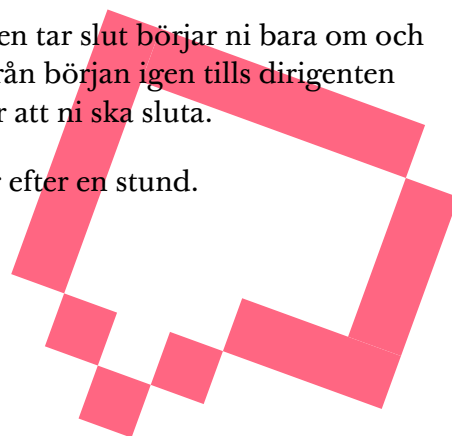 en tar slut börjar ni bara om och
rån början igen tills dirigenten
r att ni ska sluta.
efter en stund.